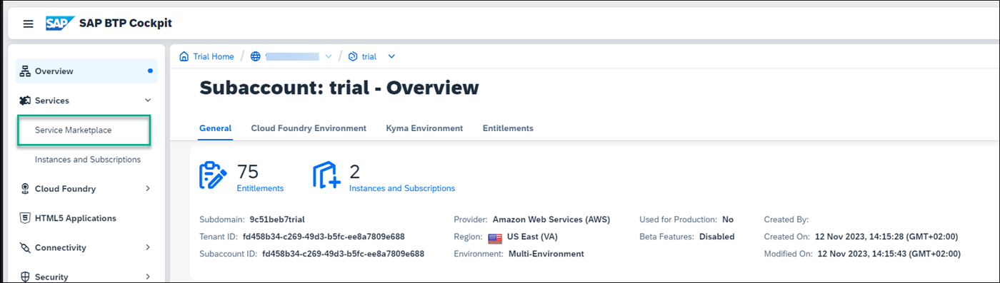 SAP SAP BTP Cockpit
Overview
Services
Service Marketplace
Instances and Subscriptions
Cloud Foundry
HTML5 Applications
Connectivity
Security
Trial Home / / trial
Subaccount: trial - Overview
General Cloud Foundry Environment Kyma Environment Entitlements
75
Entitlements
2
Instances and Subscriptions
Subdomain: 9c51beb7trial
Tenant ID: fd458b34-c269-49d3-b5fc-ee8a7809e688
Subaccount ID: fd458b34-c269-49d3-b5fc-ee8a7809e688
Provider: Amazon Web Services (AWS)
Region: US East (VA)
Environment: Multi-Environment
Used for Production: No
Beta Features: Disabled
Created By:
Created On: 12 Nov 2023, 14:15:28 (GMT+02:00)
Modified On: 12 Nov 2023, 14:15:43 (GMT+02:00)